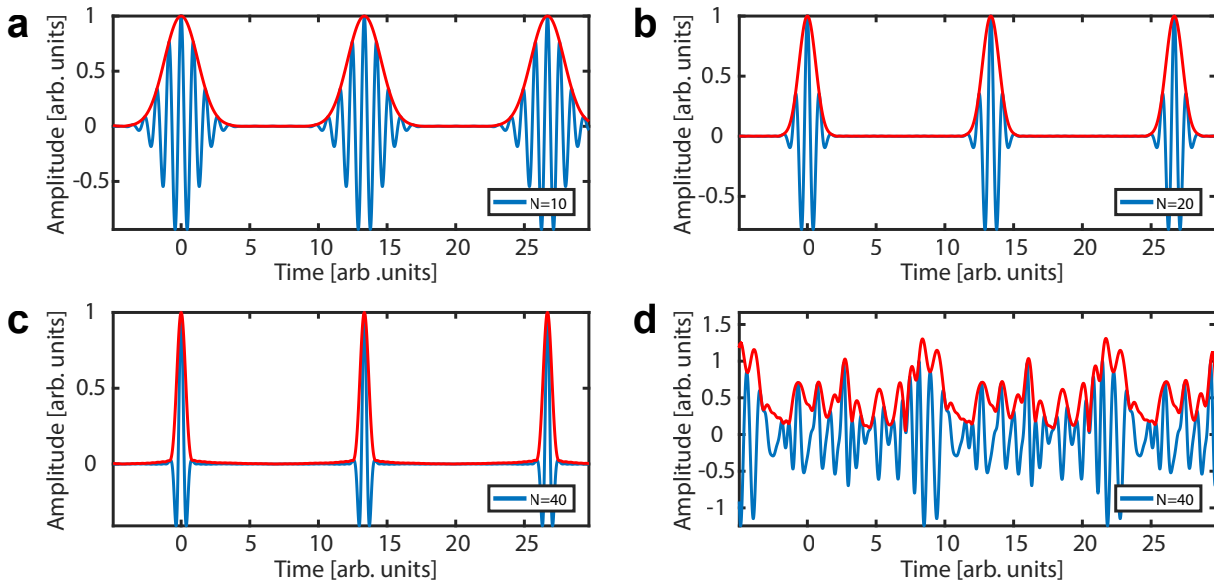 a
Amplitude [arb. units]
1
0.5
0
-0.5
N=10
0 5 10 15 20 25
Time [arb .units]
b
Amplitude [arb. units]
1
0.5
0
-0.5
N=20
0 5 10 15 20 25
Time [arb. units]
c
Amplitude [arb. units]
1
0.5
0
N=40
0 5 10 15 20 25
Time [arb. units]
d
Amplitude [arb. units]
1.5
1
0.5
0
-0.5
-1
N=40
0 5 10 15 20 25
Time [arb. units]